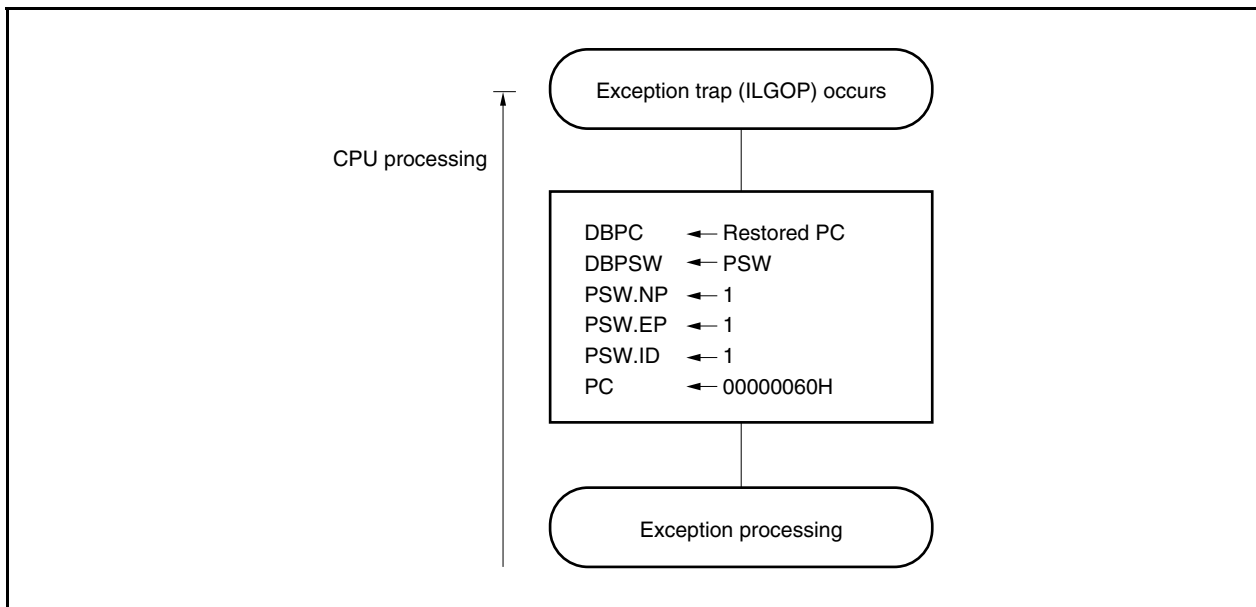 Exception trap (ILGOP) occurs
CPU processing
DBPC ← Restored PC
DBPSW ← PSW
PSW.NP ← 1
PSW.EP ← 1
PSW.ID ← 1
PC ← 00000060H
Exception processing